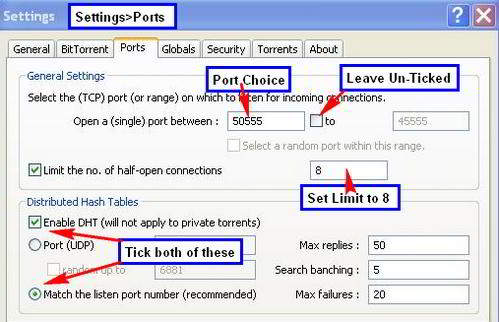 Settings
Settings>Ports
General BitTorrent Ports Globals Security Torrents About
General Settings
Port Choice
Leave Un-Ticked
Select the (TCP) port (or range) on which to listen for incoming connections.
Open a (single) port between : 50555 to 45555
Select a random port within this range.
Limit the no. of half-open connections 8
Set Limit to 8
Distributed Hash Tables
Enable DHT (will not apply to private torrents)
Port (UDP) Max replies : 50
Tick both of these
random up to 6881 Search banching : 5
Match the listen port number (recommended) Max failures : 20